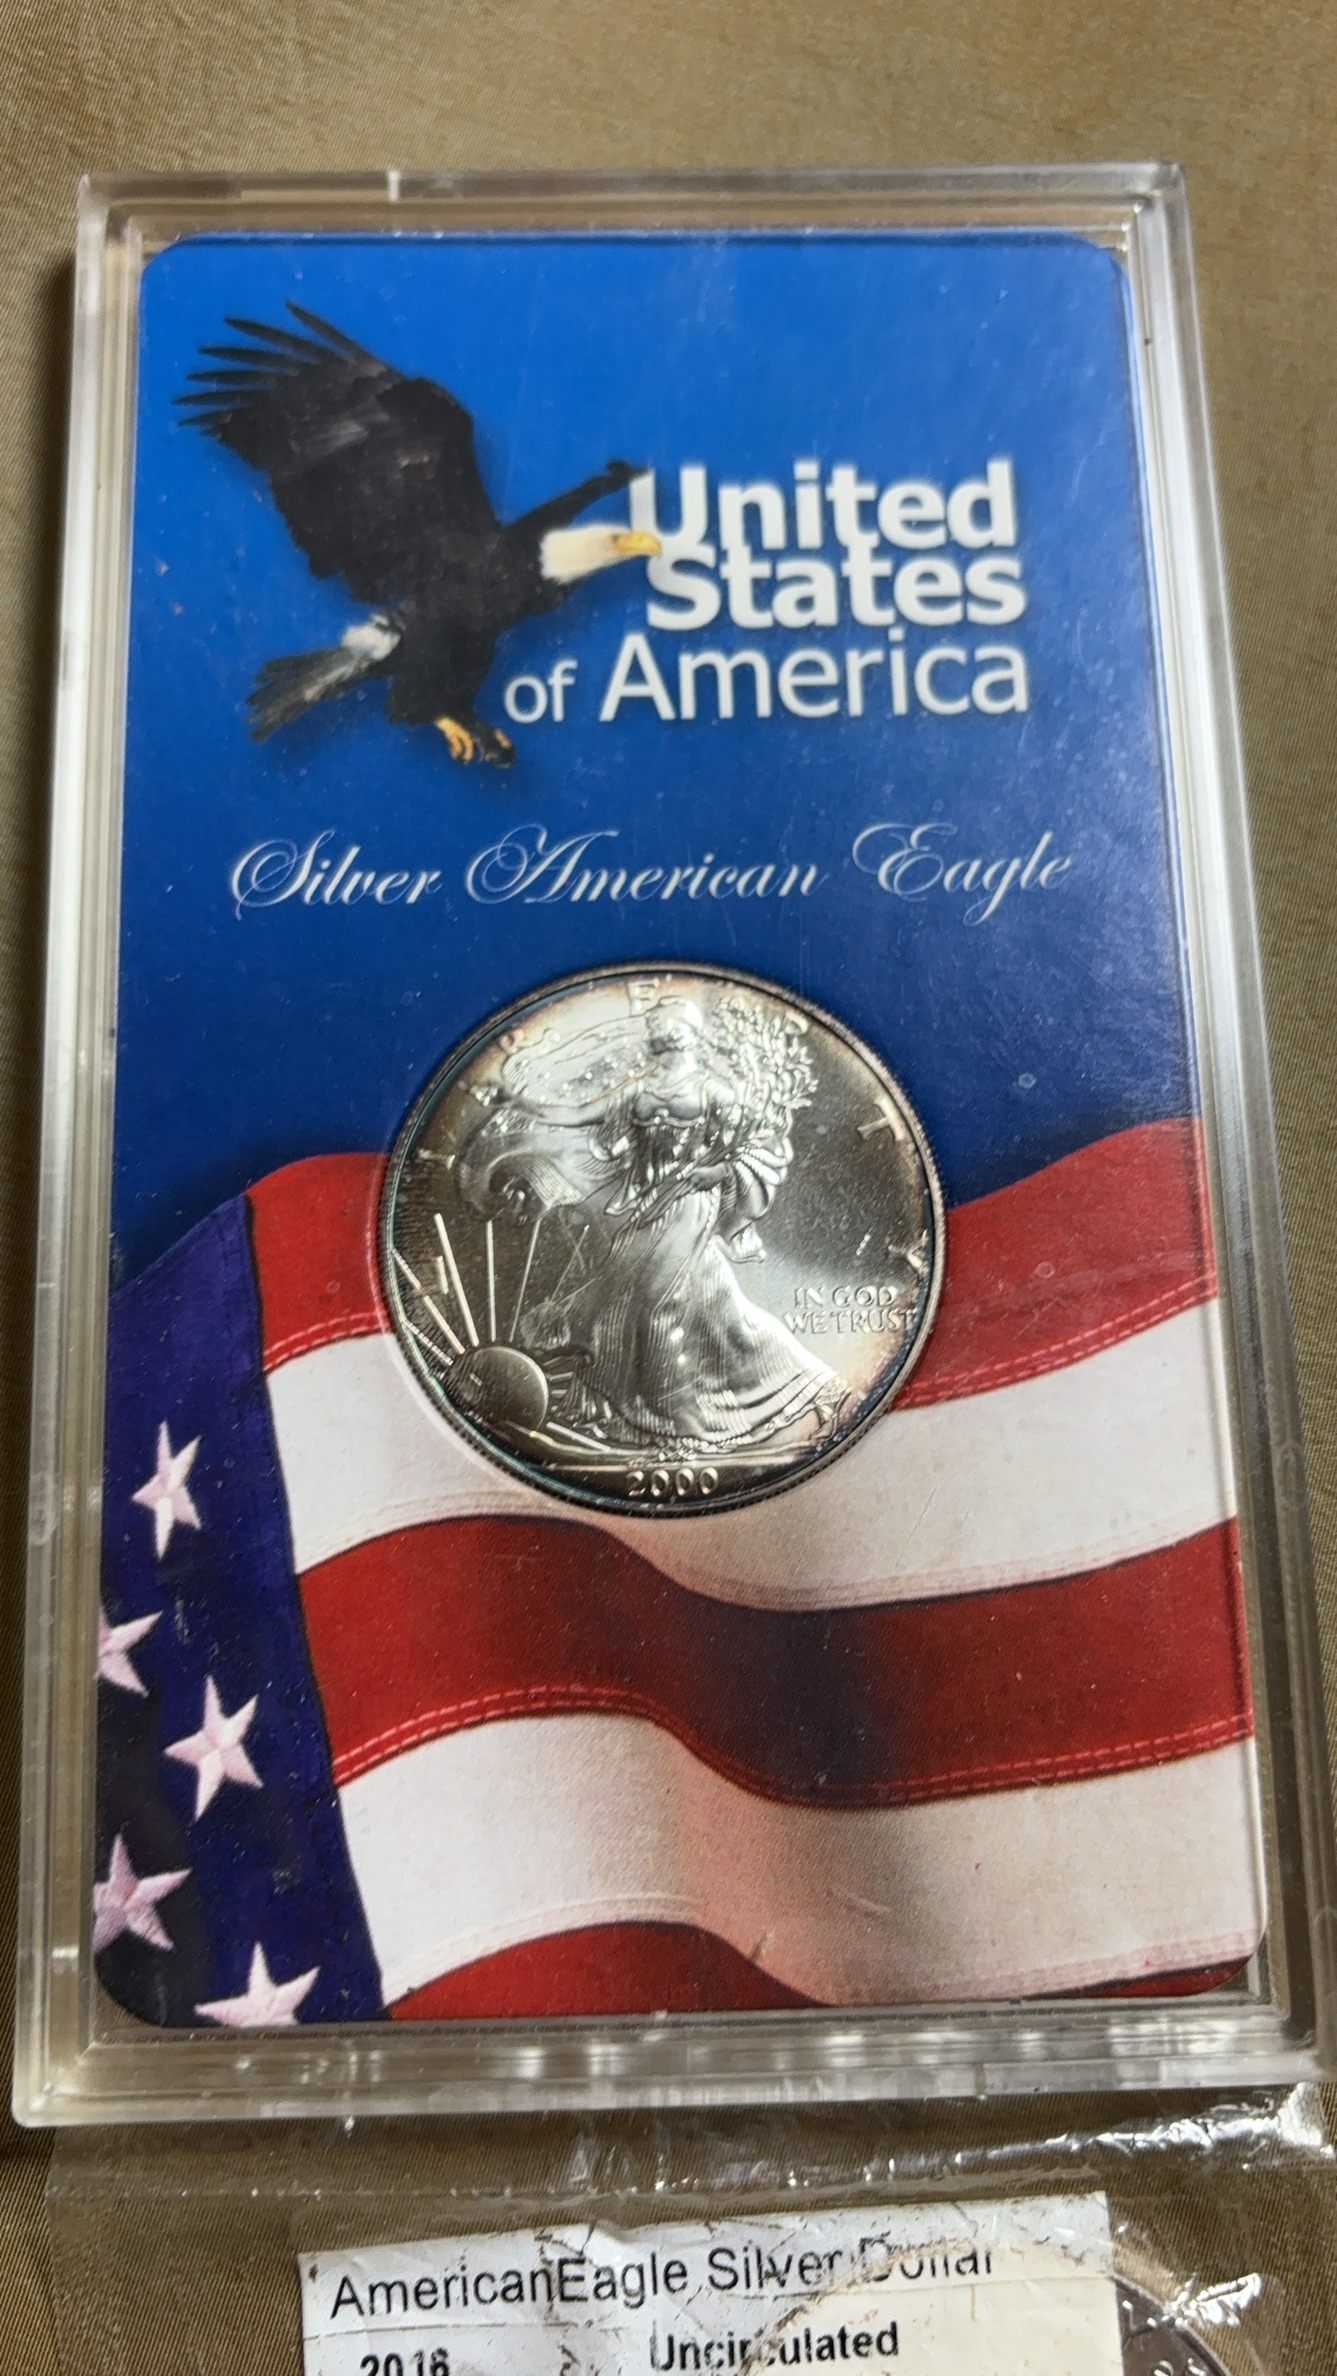 United
States
of America
Silver American Eagle
L I B E R T Y
IN GOD
WE TRUST
2000
AmericanEagle Silver Dollar
2016 Uncirculated